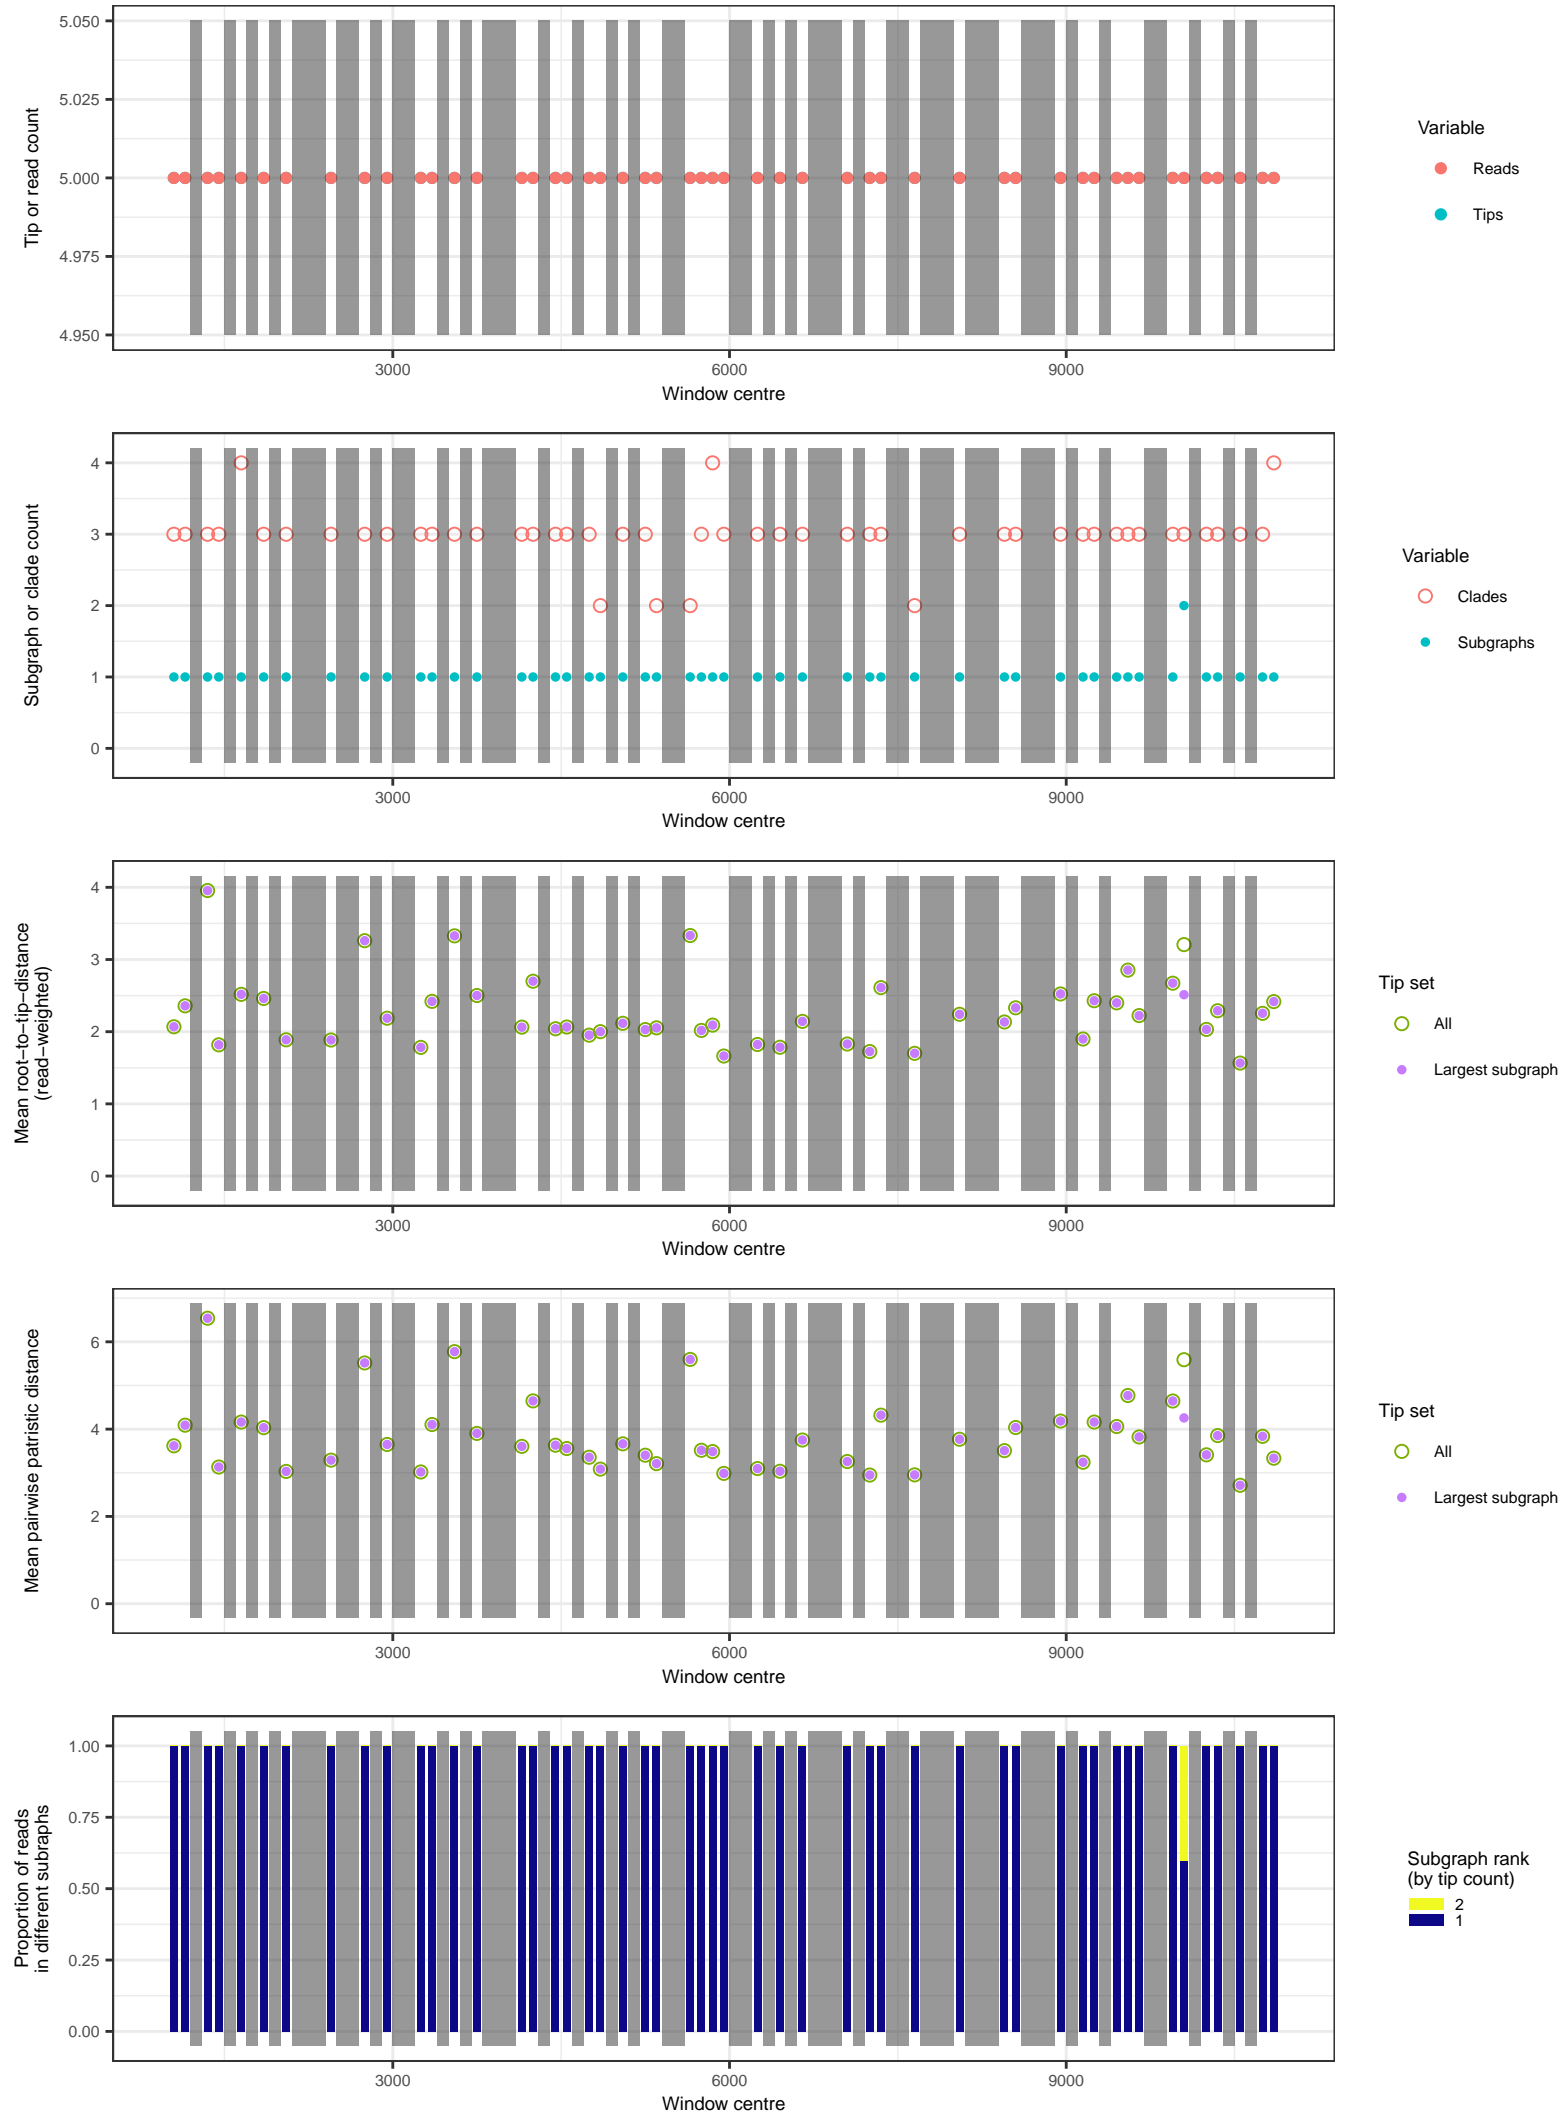 5.050
5.025
5.000
4.975
4.950
Tip or read count
3000
6000
9000
Window centre
Variable
Reads
Tips
4
3
2
1
0
Subgraph or clade count
3000
6000
9000
Window centre
Variable
Clades
Subgraphs
4
3
2
1
0
Mean root−to−tip−distance
(read−weighted)
3000
6000
9000
Window centre
Tip set
All
Largest subgraph
6
4
2
0
Mean pairwise patristic distance
3000
6000
9000
Window centre
Tip set
All
Largest subgraph
1.00
0.75
0.50
0.25
0.00
Proportion of reads
in different subraphs
3000
6000
9000
Window centre
Subgraph rank
(by tip count)
2
1